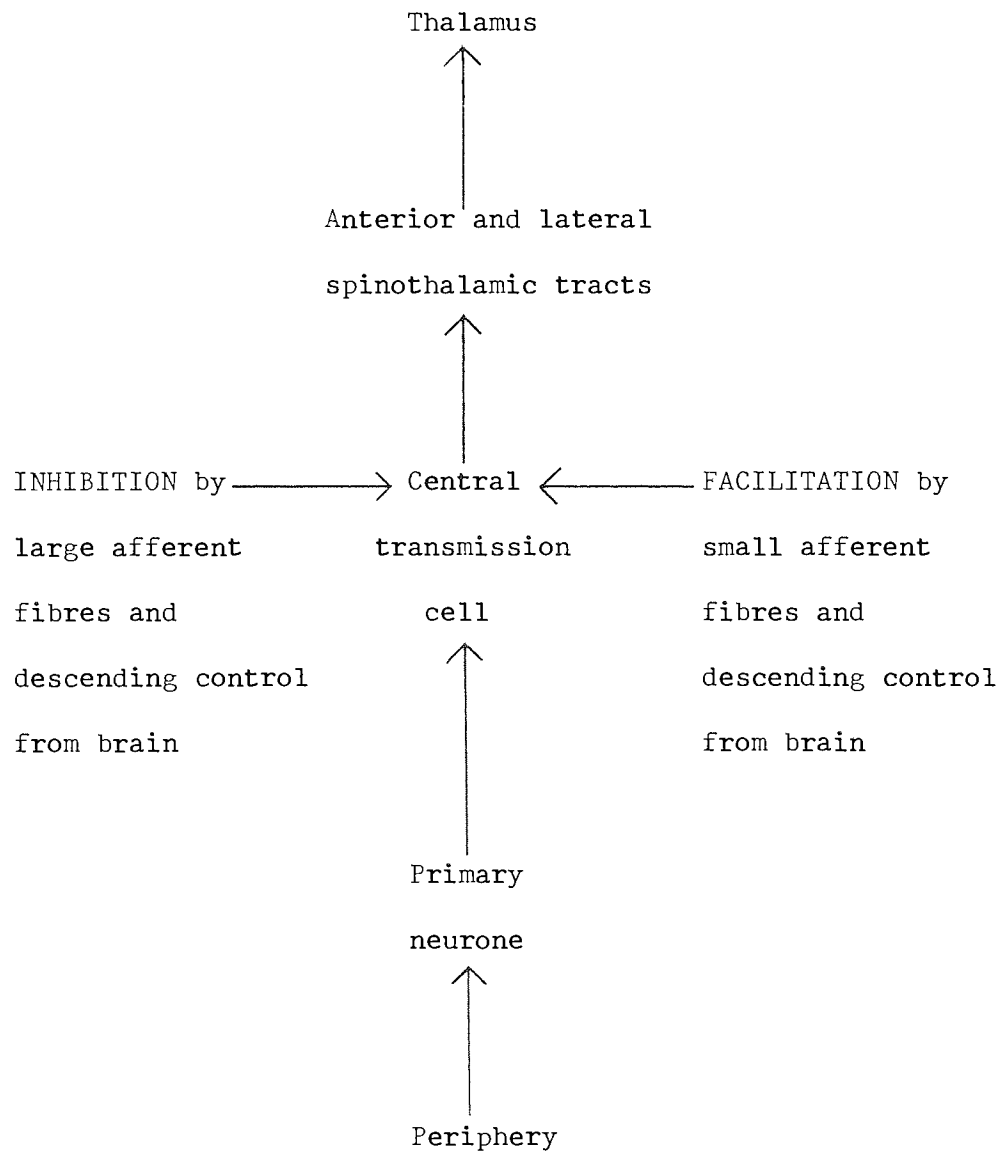 Thalamus
Anterior and lateral
spinothalamic tracts
INHIBITION by
large afferent
fibres and
descending control
from brain
Central
transmission
cell
FACILITATION by
small afferent
fibres and
descending control
from brain
Primary
neurone
Periphery